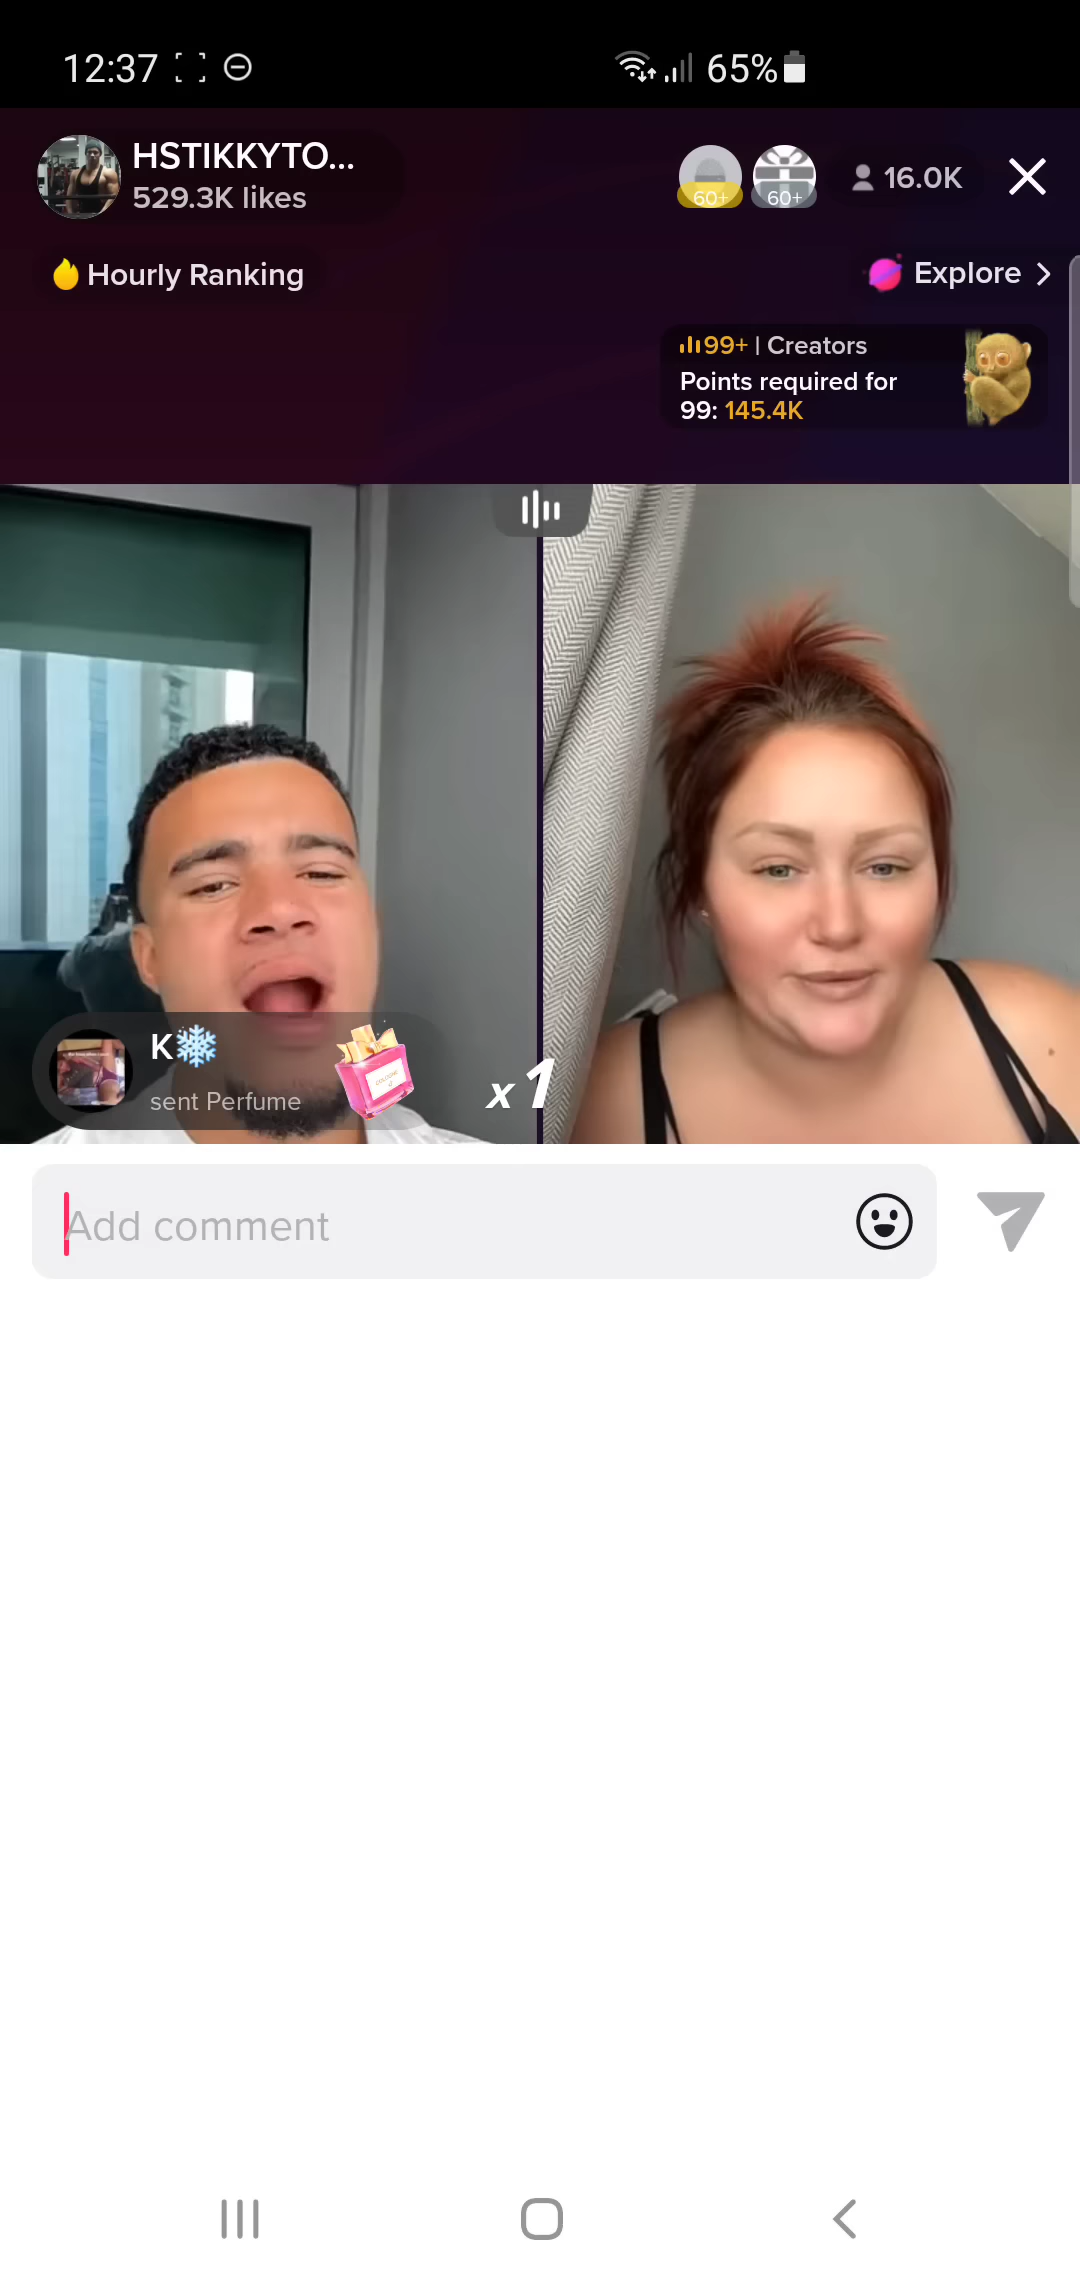 12:37
65%
HSTIKKYTO...
529.3K likes
60+
60+
16.0K
Hourly Ranking
Explore
99+ | Creators
Points required for
99: 145.4K
K
sent Perfume
x1
Add comment